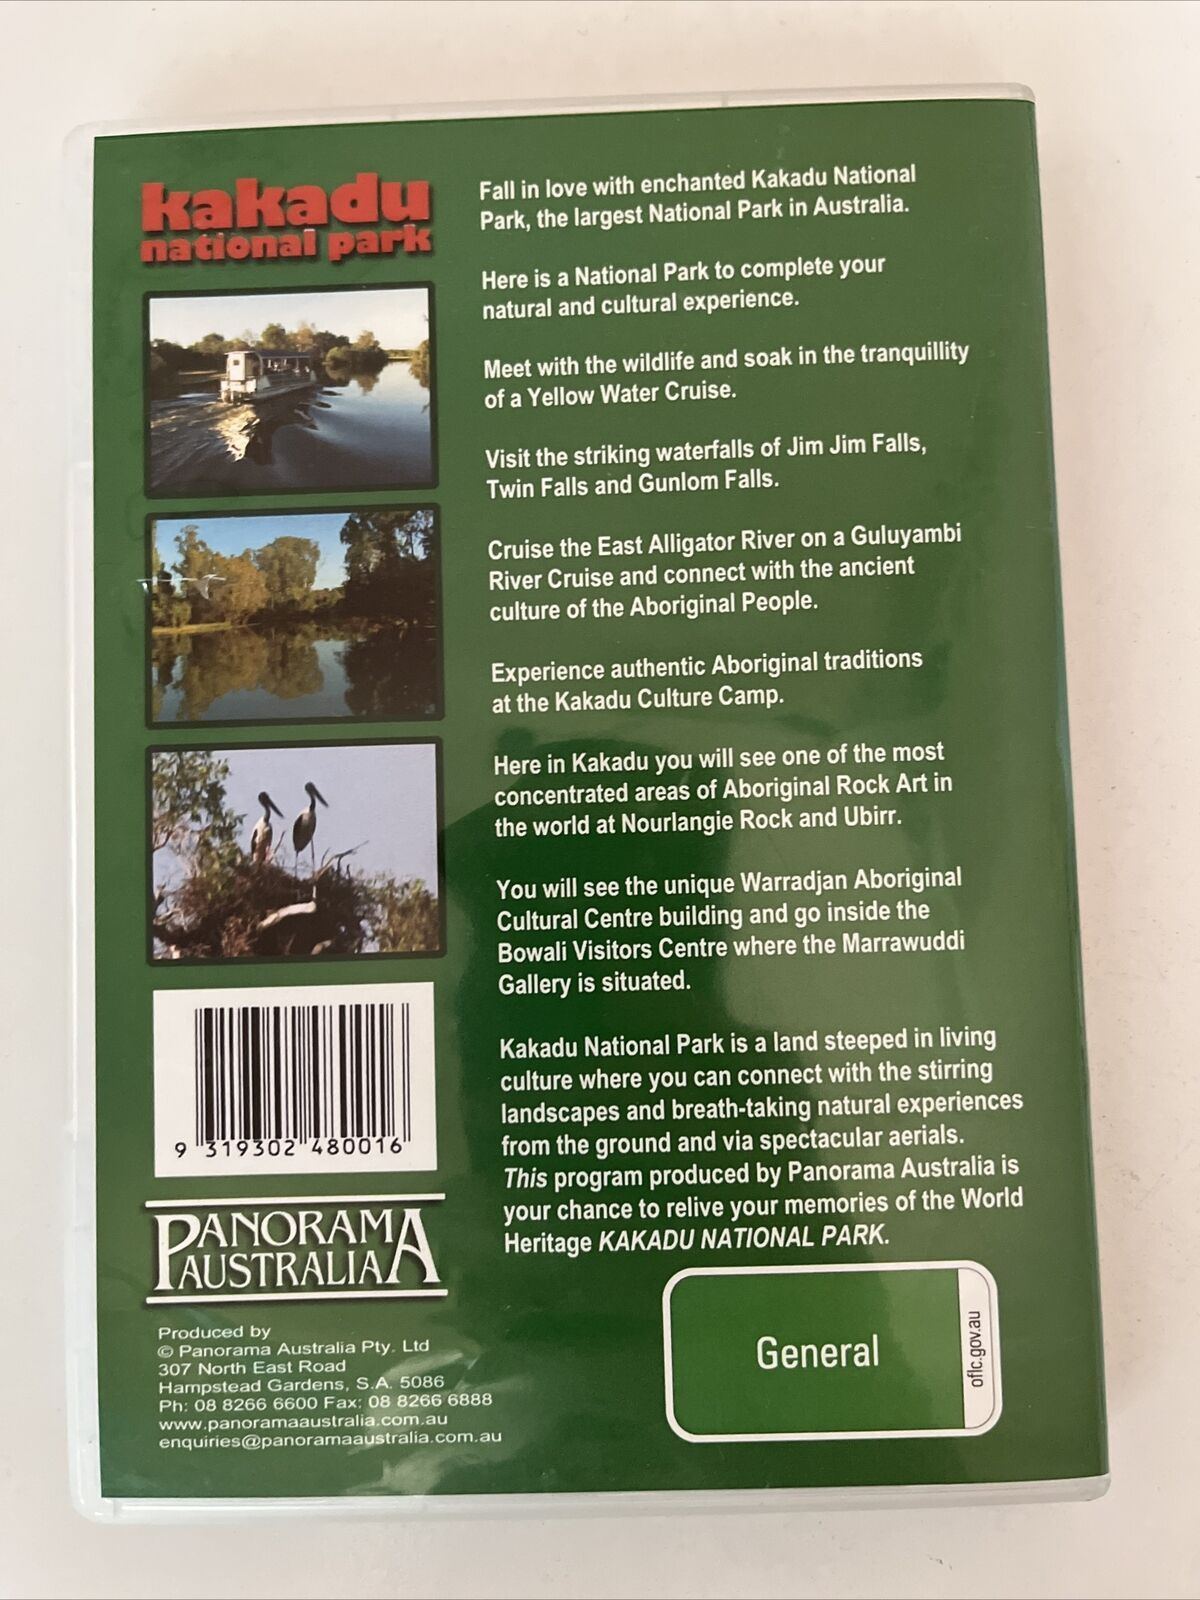 kakadu
national park
Fall in love with enchanted Kakadu National
Park, the largest National Park in Australia.
Here is a National Park to complete your
natural and cultural experience.
Meet with the wildlife and soak in the tranquillity
of a Yellow Water Cruise.
Visit the striking waterfalls of Jim Jim Falls,
Twin Falls and Gunlom Falls.
Cruise the East Alligator River on a Guluyambi
River Cruise and connect with the ancient
culture of the Aboriginal People.
Experience authentic Aboriginal traditions
at the Kakadu Culture Camp.
Here in Kakadu you will see one of the most
concentrated areas of Aboriginal Rock Art in
the world at Nourlangie Rock and Ubirr.
You will see the unique Warradjan Aboriginal
Cultural Centre building and go inside the
Bowali Visitors Centre where the Marrawuddi
Gallery is situated.
Kakadu National Park is a land steeped in living
culture where you can connect with the stirring
landscapes and breath-taking natural experiences
from the ground and via spectacular aerials.
This program produced by Panorama Australia is
your chance to relive your memories of the World
Heritage KAKADU NATIONAL PARK.
9 319302 480016
PANORAMA
AUSTRALIA
Produced by
© Panorama Australia Pty. Ltd
307 North East Road
Hampstead Gardens, S.A. 5086
Ph: 08 8266 6600 Fax: 08 8266 6888
www.panoramaaustralia.com.au
enquiries@panoramaaustralia.com.au
General
oflc.gov.au